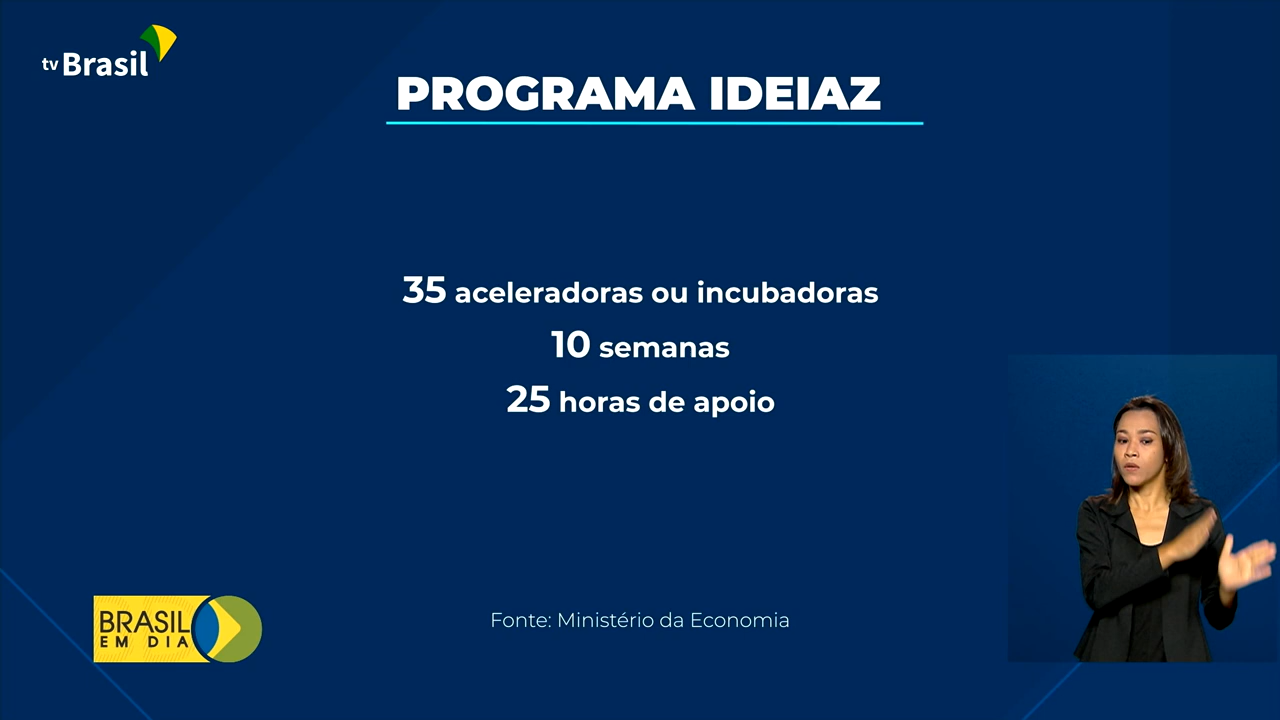 tv Brasil
PROGRAMA IDEIAZ
35 aceleradoras ou incubadoras
10 semanas
25 horas de apoio
BRASIL
EM DIA
Fonte: Ministério da Economia